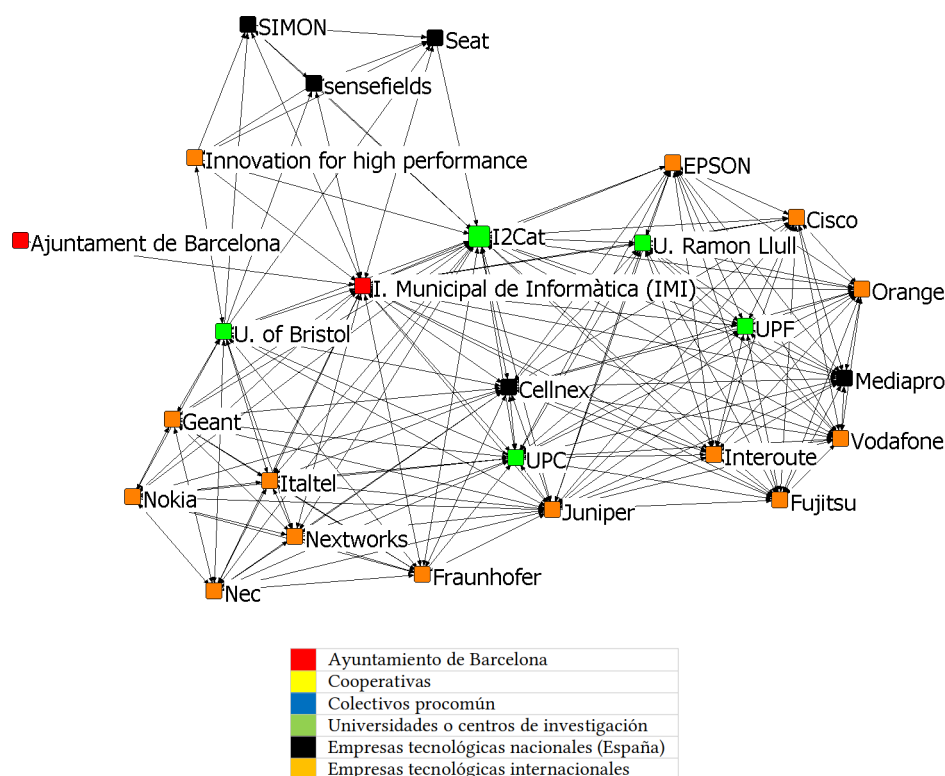 SIMON
Seat
sensefields
Innovation for high performance
EPSON
Cisco
Ajuntament de Barcelona
I2Cat
U. Ramon Llull
I. Municipal de Informàtica (IMI)
Orange
U. of Bristol
UPF
Cellnex
Mediapro
Geant
Vodafone
UPC
Interoute
Italtel
Nokia
Juniper
Fujitsu
Nextworks
Fraunhofer
Nec
Ayuntamiento de Barcelona
Cooperativas
Colectivos procomún
Universidades o centros de investigación
Empresas tecnológicas nacionales (España)
Empresas tecnológicas internacionales